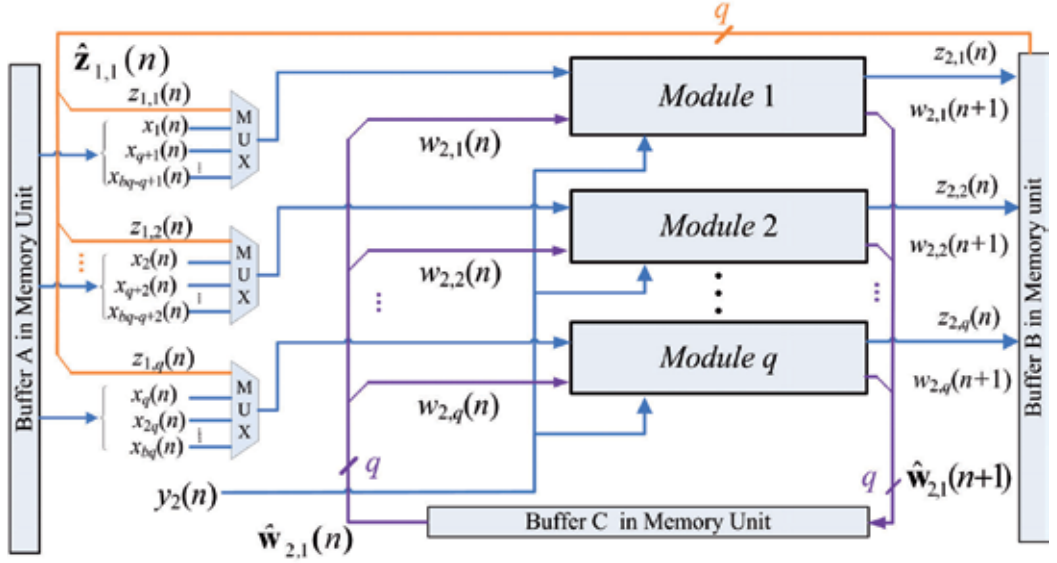 q
ẑ1,1(n)
z1,1(n)
x1(n)
xq+1(n)
xbq-q+1(n)
MUX
Module 1
z2,1(n)
w2,1(n+1)
w2,1(n)
z1,2(n)
x2(n)
xq+2(n)
xbq-q+2(n)
MUX
Module 2
z2,2(n)
w2,2(n+1)
w2,2(n)
z1,q(n)
xq(n)
x2q(n)
xbq(n)
MUX
Module q
z2,q(n)
w2,q(n+1)
w2,q(n)
Buffer A in Memory Unit
Buffer B in Memory unit
q
q
y2(n)
ŵ2,1(n+1)
ŵ2,1(n)
Buffer C in Memory Unit